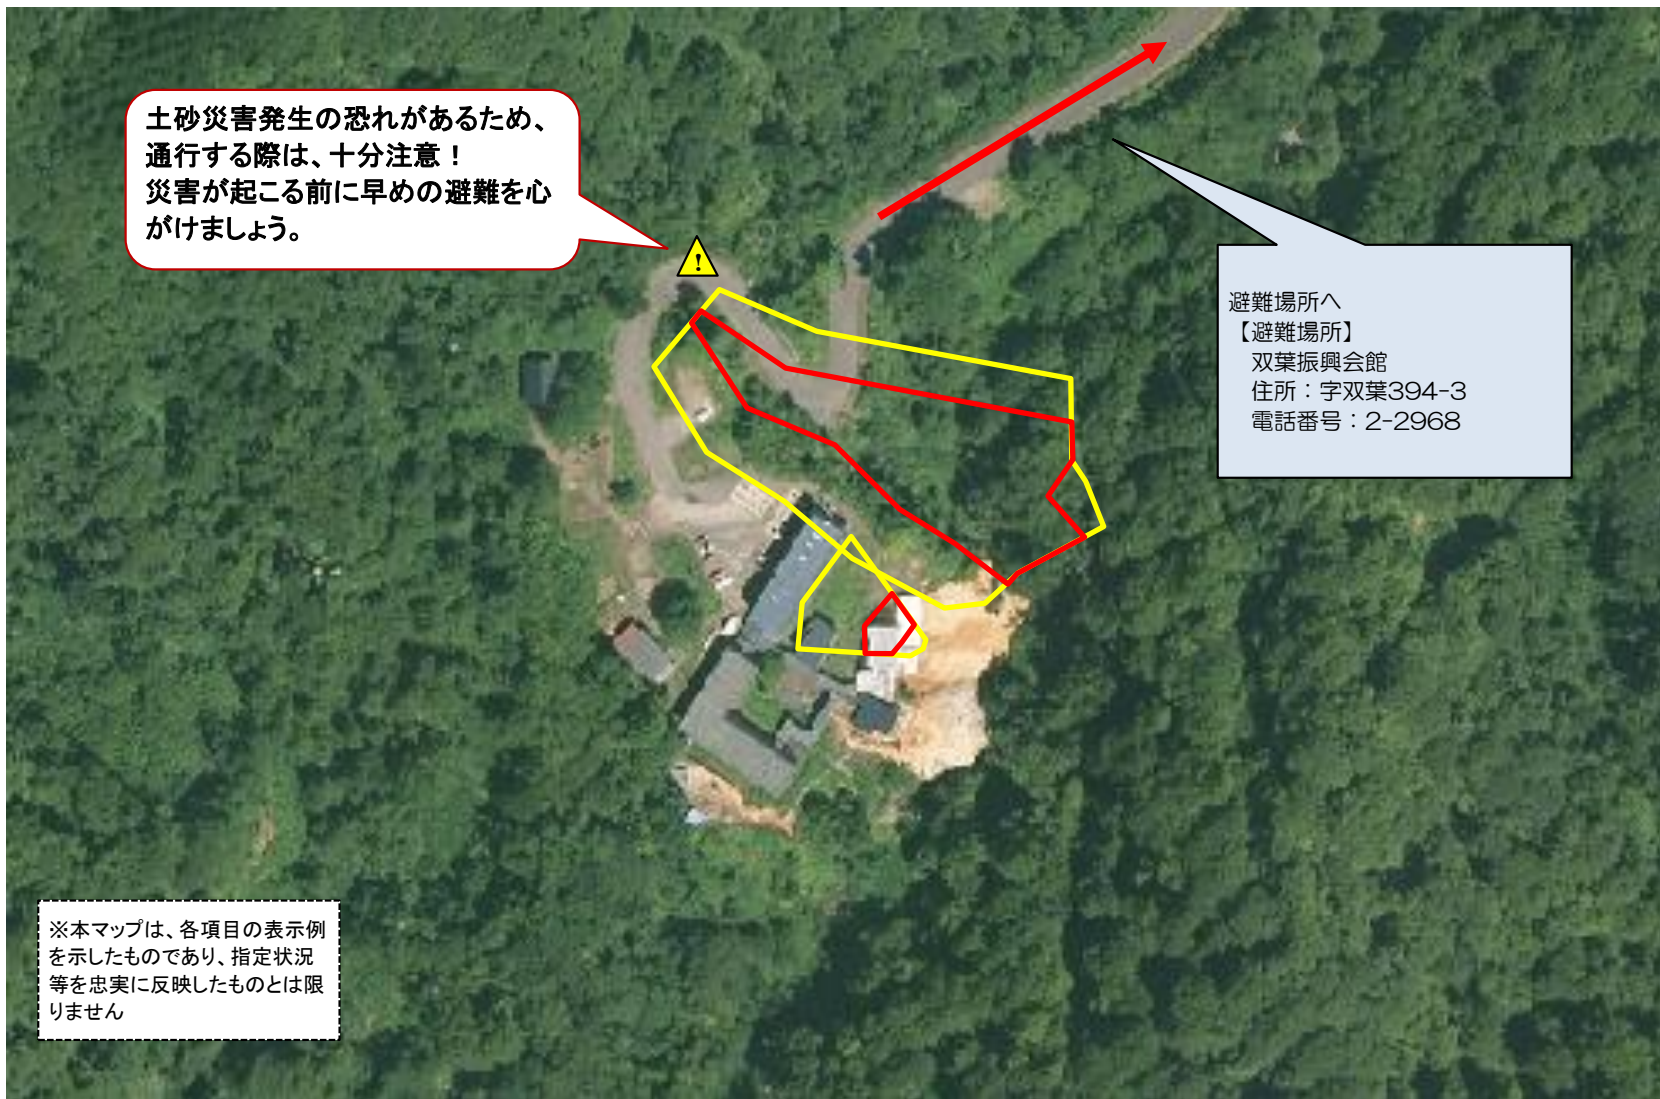 土砂災害発生の恐れがあるため、
通行する際は、十分注意！
災害が起こる前に早めの避難を心
がけましょう。
!
避難場所へ
【避難場所】
双葉振興会館
住所：字双葉394-3
電話番号：2-2968
※本マップは、各項目の表示例
を示したものであり、指定状況
等を忠実に反映したものとは限
りません